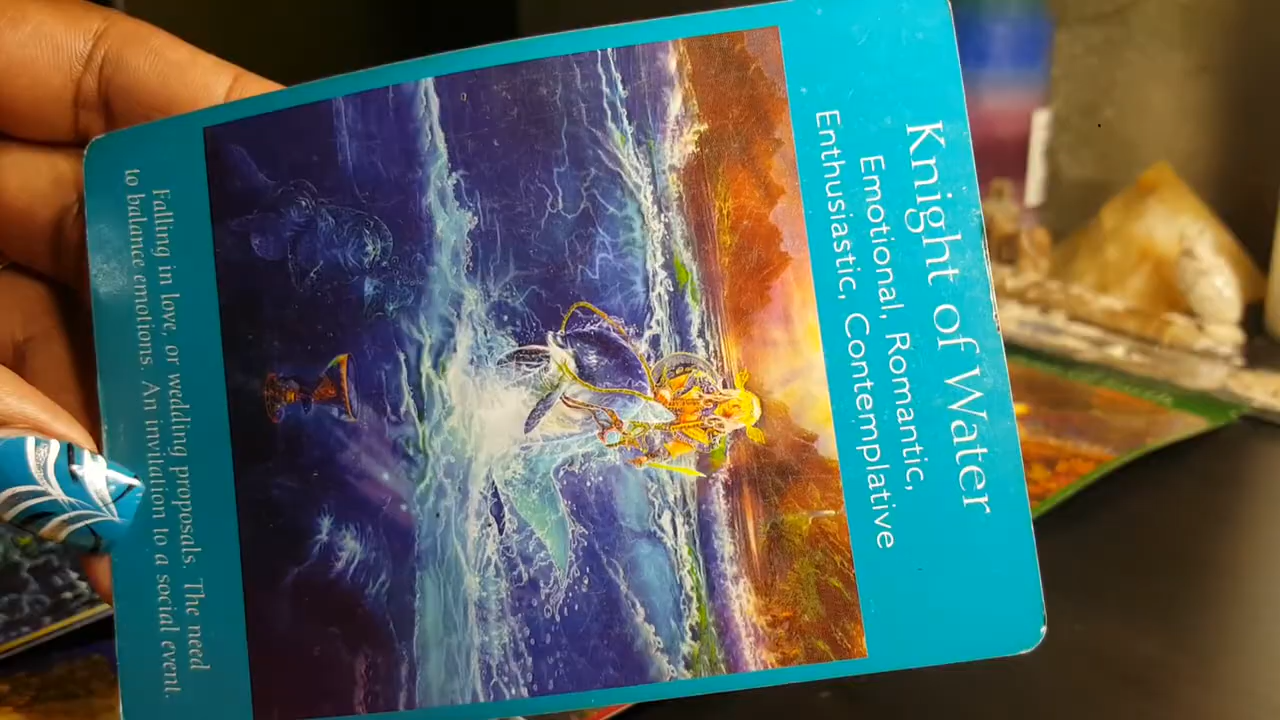 Knight of Water
Emotional, Romantic,
Enthusiastic, Contemplative
Falling in love, or wedding proposals. The need
to balance emotions. An invitation to a social event.